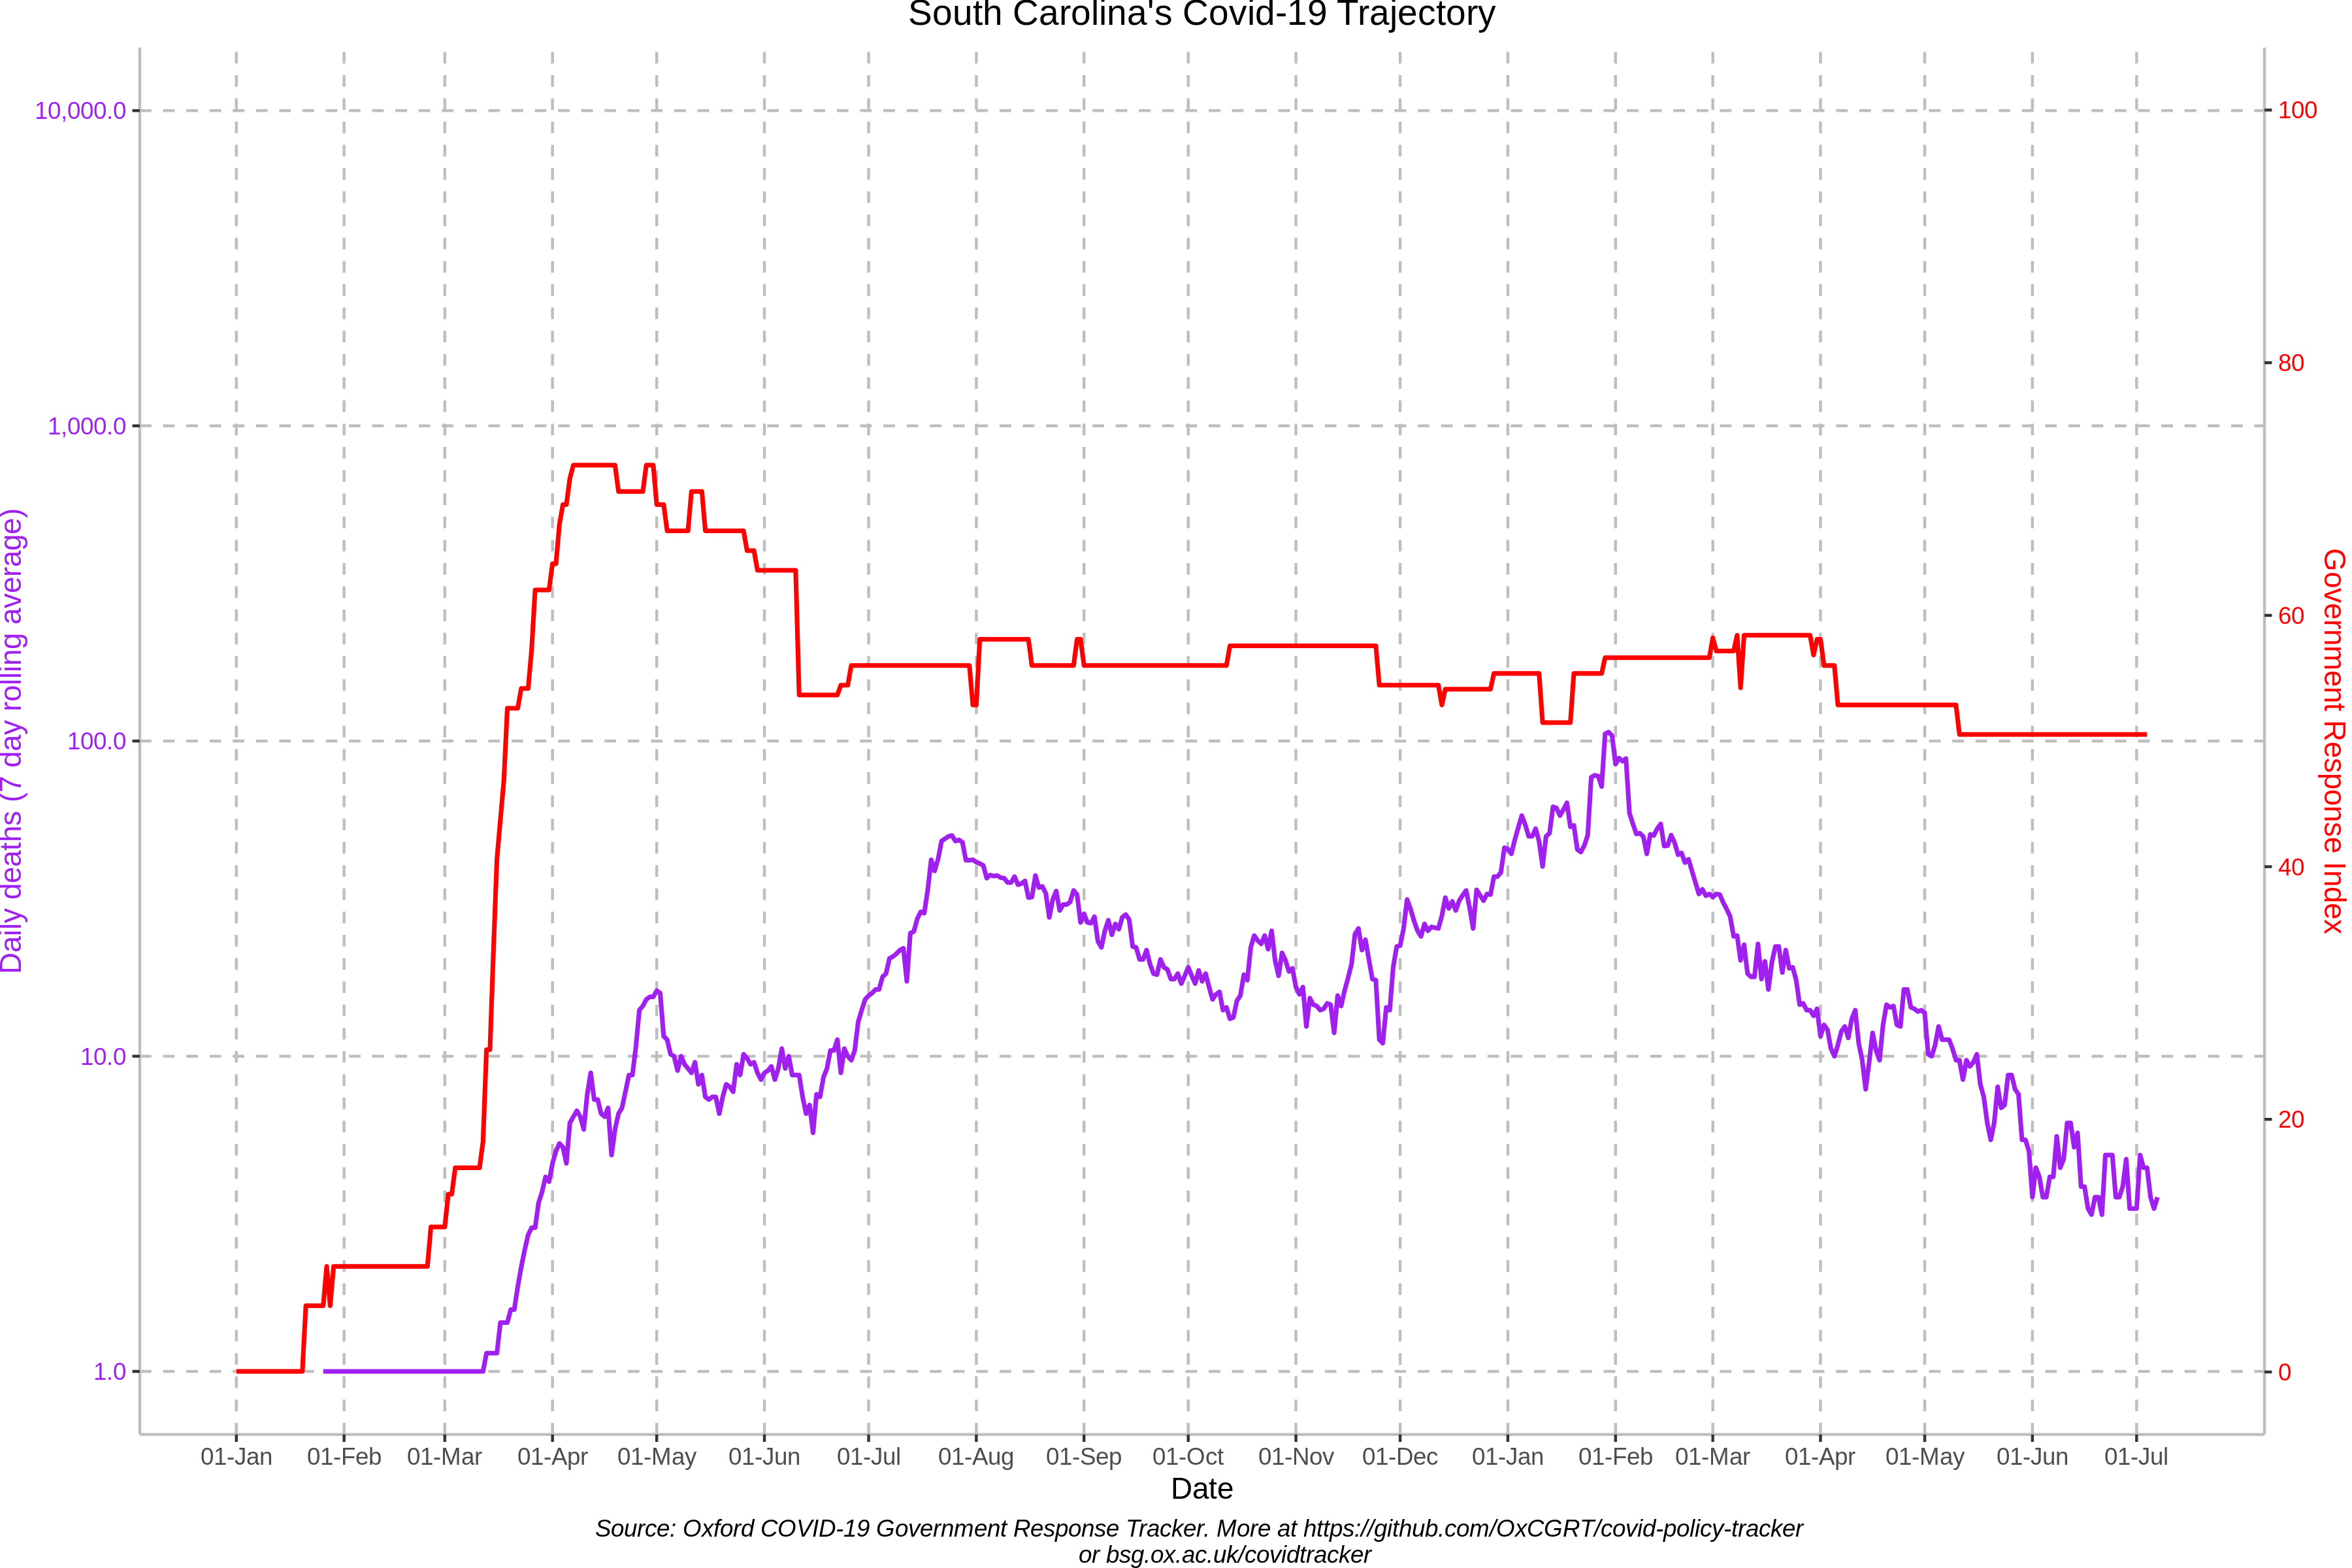 South Carolina's Covid-19 Trajectory
10,000.0
1,000.0
100.0
10.0
1.0
Daily deaths (7 day rolling average)
100
80
60
40
20
0
Government Response Index
01-Jan 01-Feb 01-Mar 01-Apr 01-May 01-Jun 01-Jul 01-Aug 01-Sep 01-Oct 01-Nov 01-Dec 01-Jan 01-Feb 01-Mar 01-Apr 01-May 01-Jun 01-Jul
Date
Source: Oxford COVID-19 Government Response Tracker. More at https://github.com/OxCGRT/covid-policy-tracker
or bsg.ox.ac.uk/covidtracker